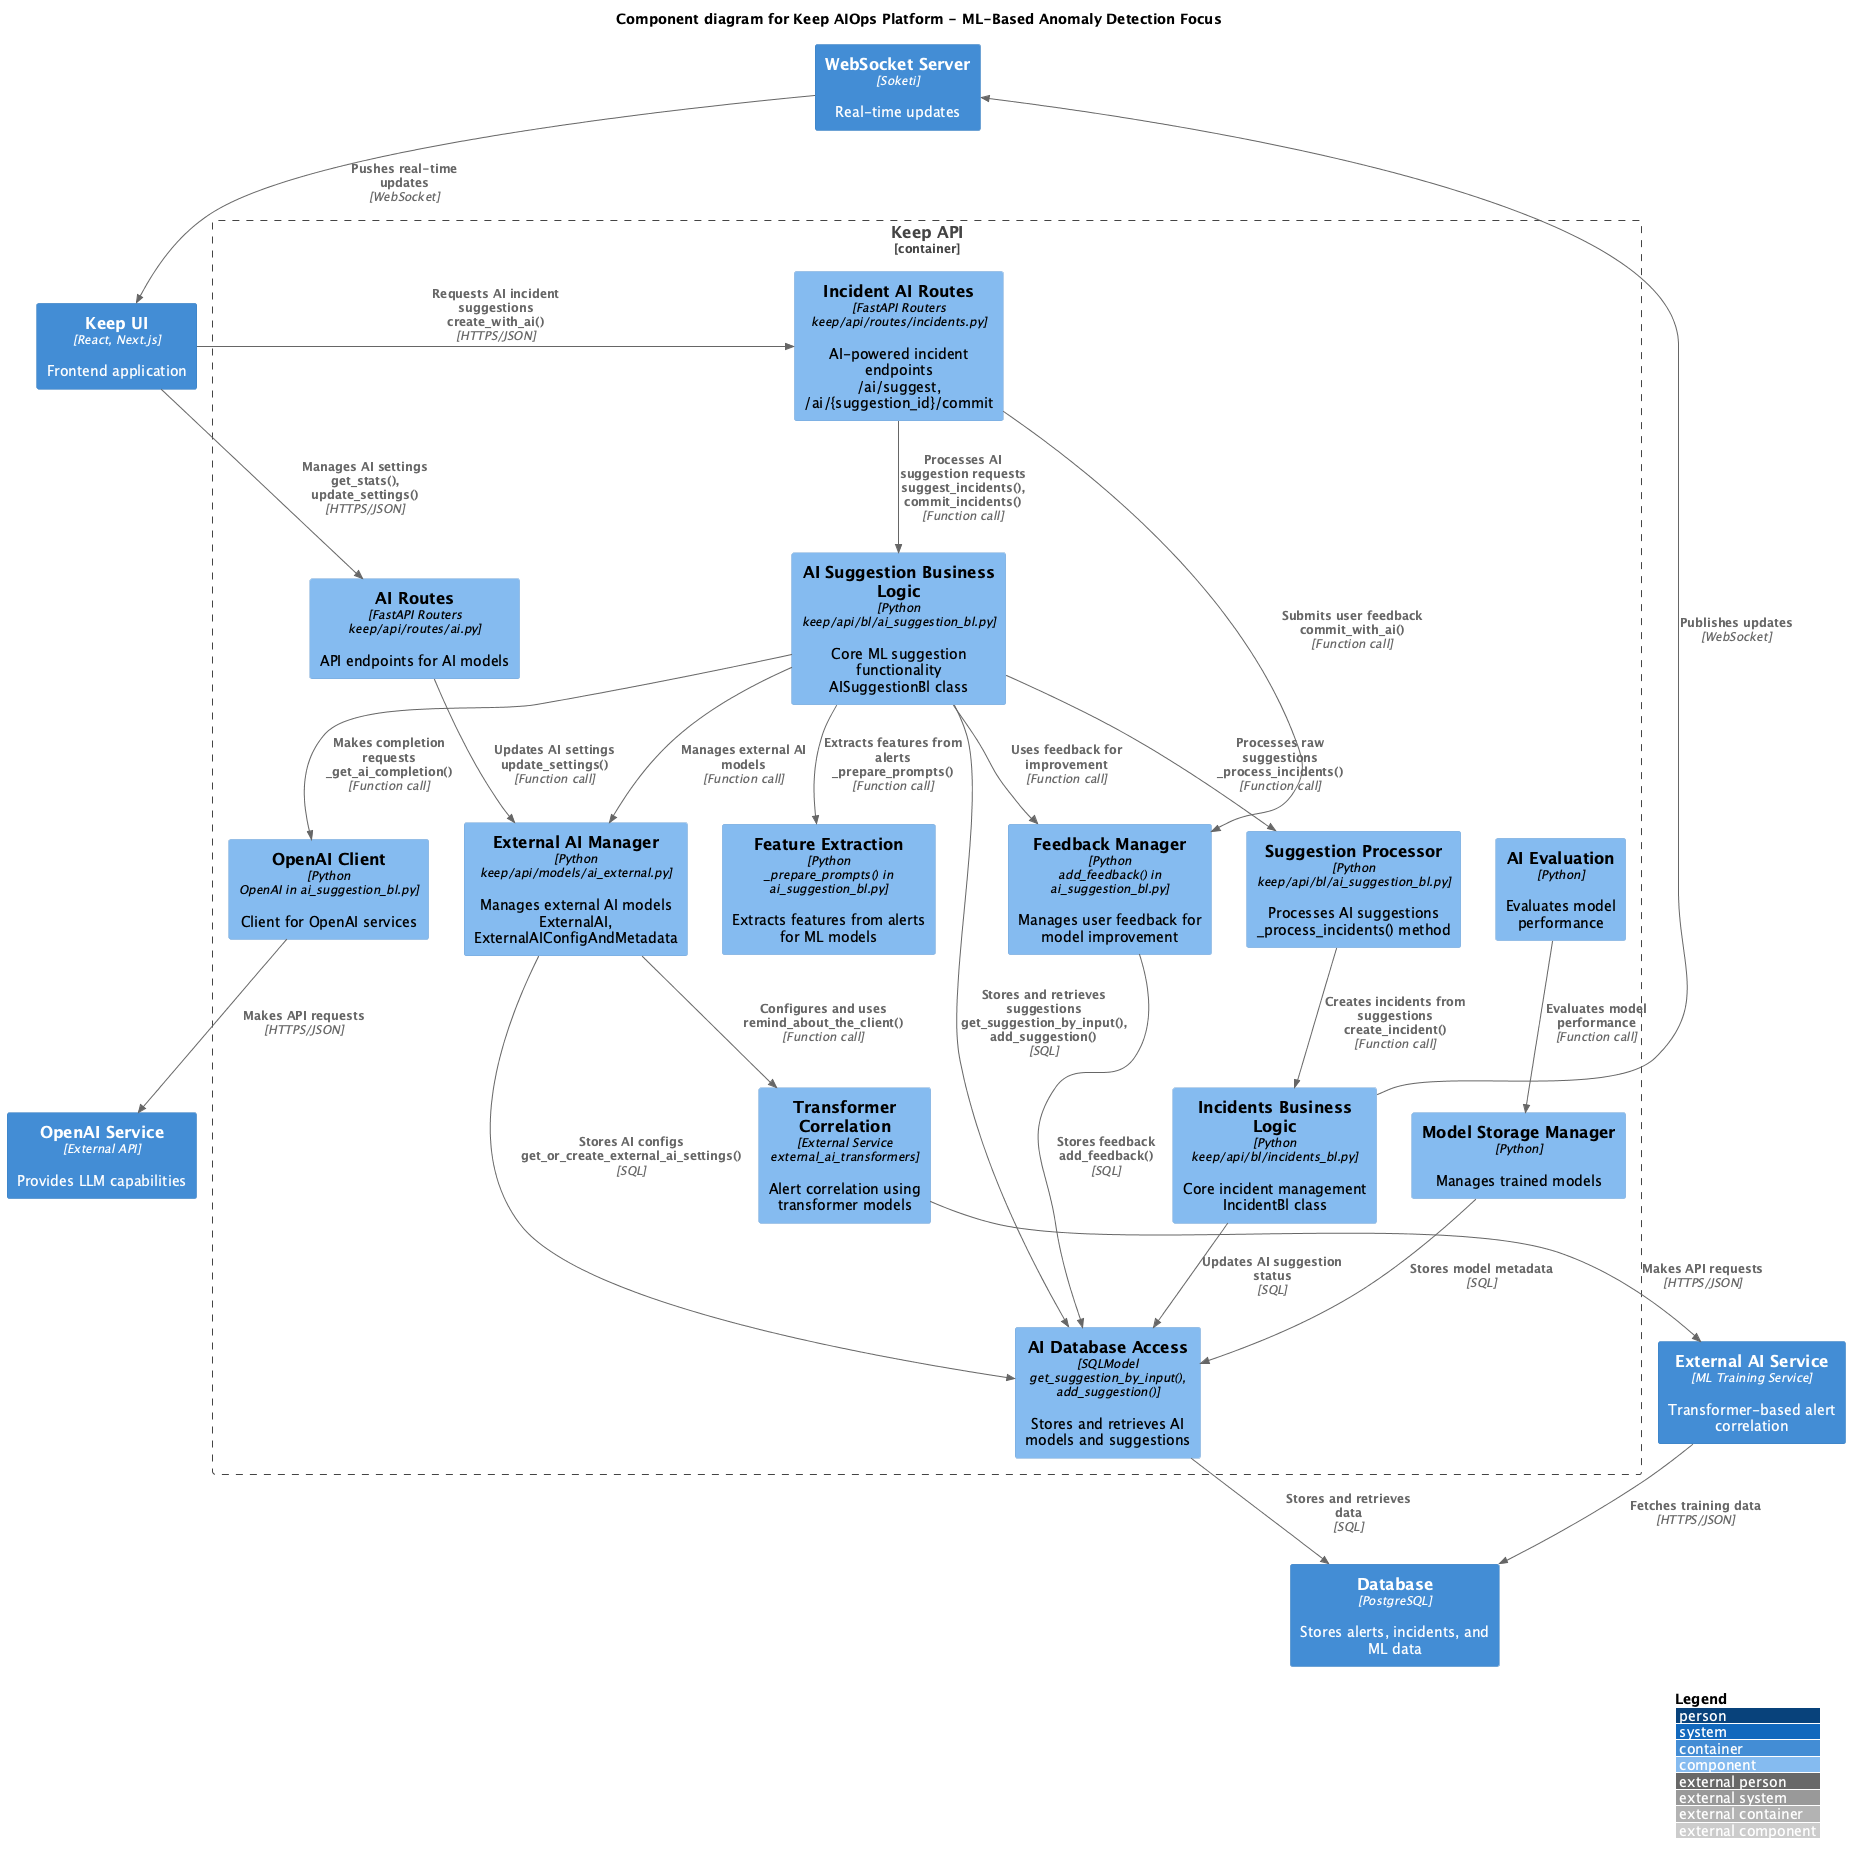 Component diagram for Keep AIOps Platform - ML-Based Anomaly Detection Focus
WebSocket Server
[Soketi]
Real-time updates
Pushes real-time
updates
[WebSocket]
Keep API
[container]
Keep UI
[React, Next.js]
Frontend application
Requests AI incident
suggestions
create_with_ai()
[HTTPS/JSON]
Incident AI Routes
[FastAPI Routers
keep/api/routes/incidents.py]
AI-powered incident
endpoints
/ai/suggest,
/ai/{suggestion_id}/commit
Manages AI settings
get_stats(),
update_settings()
[HTTPS/JSON]
Processes AI
suggestion requests
suggest_incidents(),
commit_incidents()
[Function call]
AI Routes
[FastAPI Routers
keep/api/routes/ai.py]
API endpoints for AI models
AI Suggestion Business
Logic
[Python
keep/api/bl/ai_suggestion_bl.py]
Core ML suggestion
functionality
AISuggestionBl class
Submits user feedback
commit_with_ai()
[Function call]
Publishes updates
[WebSocket]
Makes completion
requests
_get_ai_completion()
[Function call]
Updates AI settings
update_settings()
[Function call]
Manages external AI
models
[Function call]
Extracts features from
alerts
_prepare_prompts()
[Function call]
Uses feedback for
improvement
[Function call]
Processes raw
suggestions
_process_incidents()
[Function call]
OpenAI Client
[Python
OpenAI in ai_suggestion_bl.py]
Client for OpenAI services
External AI Manager
[Python
keep/api/models/ai_external.py]
Manages external AI models
ExternalAI,
ExternalAIConfigAndMetadata
Feature Extraction
[Python
_prepare_prompts() in
ai_suggestion_bl.py]
Extracts features from alerts
for ML models
Feedback Manager
[Python
add_feedback() in
ai_suggestion_bl.py]
Manages user feedback for
model improvement
Suggestion Processor
[Python
keep/api/bl/ai_suggestion_bl.py]
Processes AI suggestions
_process_incidents() method
AI Evaluation
[Python]
Evaluates model
performance
Makes API requests
[HTTPS/JSON]
Configures and uses
remind_about_the_client()
[Function call]
Stores and retrieves
suggestions
get_suggestion_by_input(),
add_suggestion()
[SQL]
Creates incidents from
suggestions
create_incident()
[Function call]
Evaluates model
performance
[Function call]
OpenAI Service
[External API]
Provides LLM capabilities
Stores AI configs
get_or_create_external_ai_settings()
[SQL]
Transformer
Correlation
[External Service
external_ai_transformers]
Alert correlation using
transformer models
Stores feedback
add_feedback()
[SQL]
Incidents Business
Logic
[Python
keep/api/bl/incidents_bl.py]
Core incident management
IncidentBl class
Model Storage Manager
[Python]
Manages trained models
Updates AI suggestion
status
[SQL]
Stores model metadata
[SQL]
Makes API requests
[HTTPS/JSON]
AI Database Access
[SQLModel
get_suggestion_by_input(),
add_suggestion()]
Stores and retrieves AI
models and suggestions
External AI Service
[ML Training Service]
Transformer-based alert
correlation
Stores and retrieves
data
[SQL]
Fetches training data
[HTTPS/JSON]
Database
[PostgreSQL]
Stores alerts, incidents, and
ML data
Legend
person
system
container
component
external person
external system
external container
external component